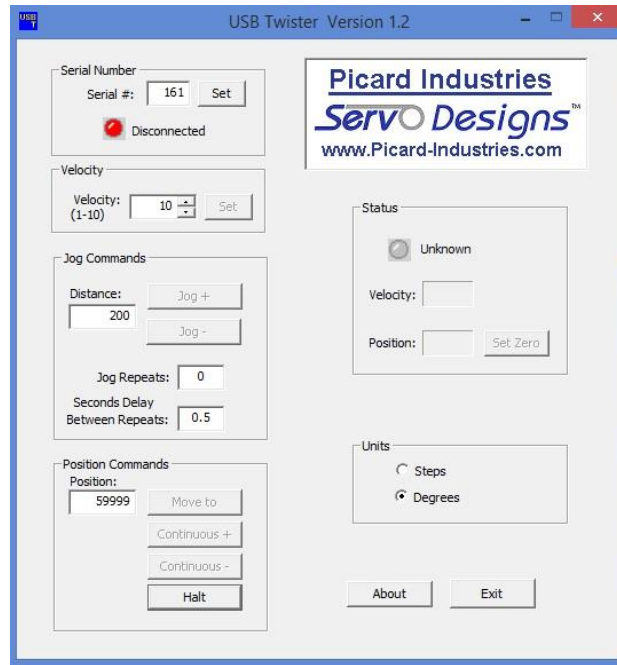 USB
T
USB Twister Version 1.2
Serial Number
Serial #: 161 Set
Disconnected
Picard Industries
Servo Designs™
www.Picard-Industries.com
Velocity
Velocity:
(1-10)
10
Set
Jog Commands
Distance:
200
Jog +
Jog -
Jog Repeats: 0
Seconds Delay
Between Repeats: 0.5
Position Commands
Position:
59999
Move to
Continuous +
Continuous -
Halt
Status
Unknown
Velocity:
Position:
Set Zero
Units
Steps
Degrees
About
Exit